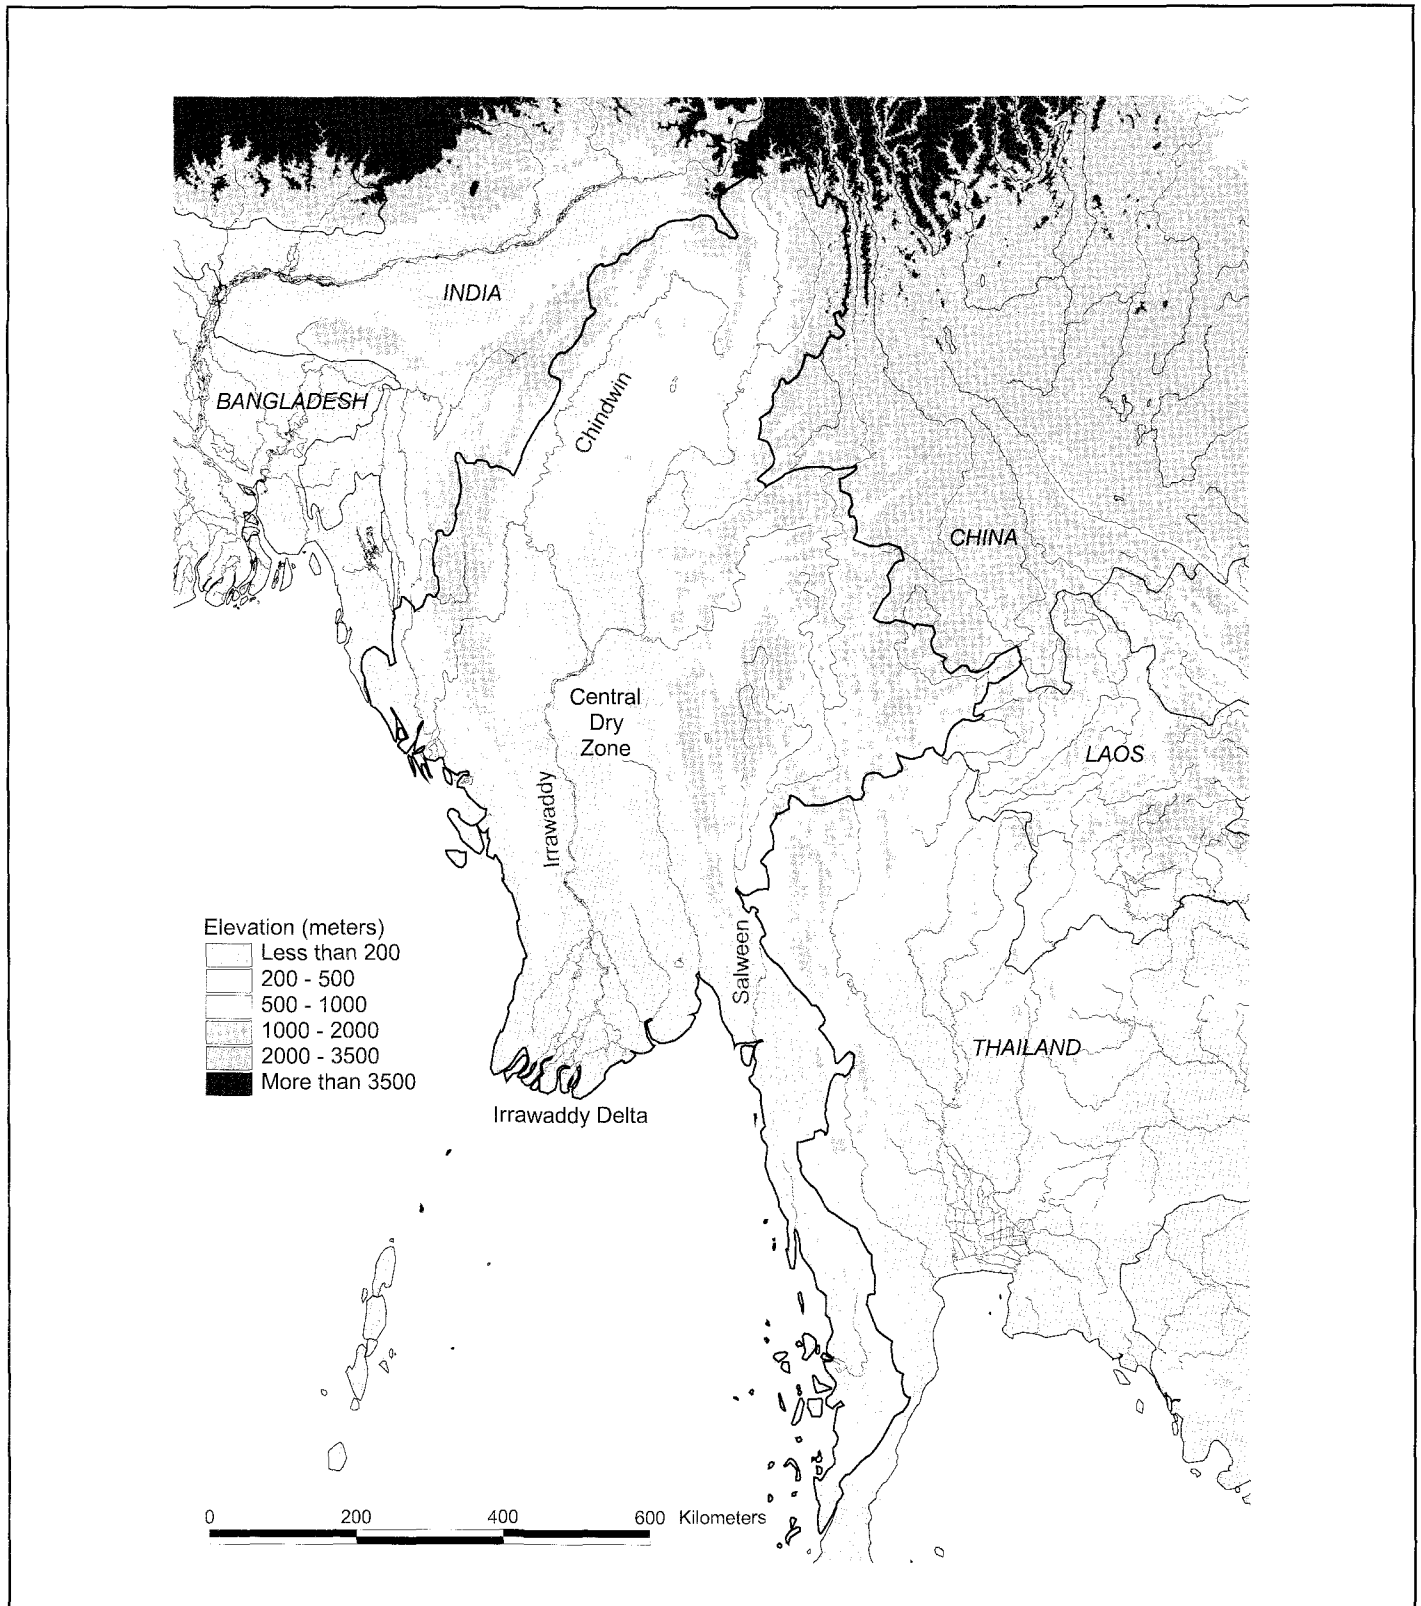 INDIA
BANGLADESH
Chindwin
CHINA
Central
Dry
Zone
LAOS
Irrawaddy
Salween
Elevation (meters)
Less than 200
200 - 500
500 - 1000
1000 - 2000
2000 - 3500
More than 3500
THAILAND
Irrawaddy Delta
0 200 400 600 Kilometers